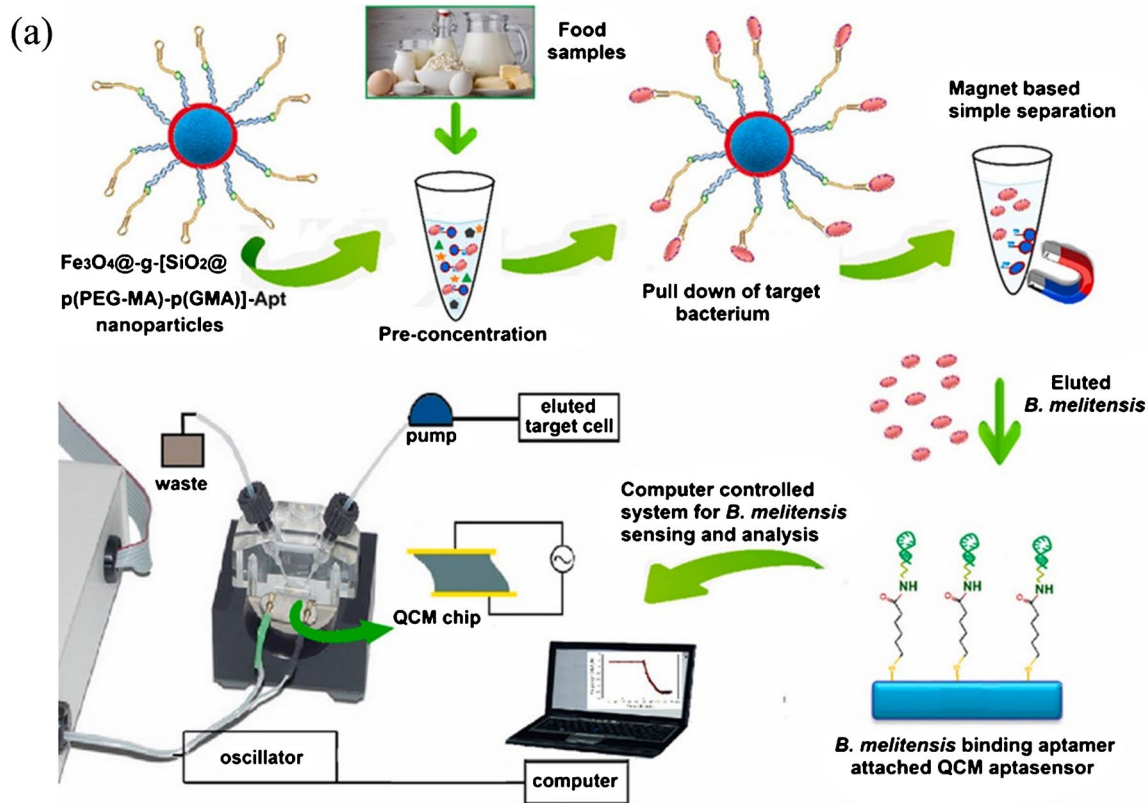 (a)
Food
samples
Magnet based
simple separation
Fe₃O₄@-g-[SiO₂@
p(PEG-MA)-p(GMA)]-Apt
nanoparticles
Pre-concentration
Pull down of target
bacterium
Eluted
B. melitensis
eluted
target cell
pump
waste
Computer controlled
system for B. melitensis
sensing and analysis
QCM chip
NH
NH
NH
O
O
O
S
S
S
oscillator
computer
B. melitensis binding aptamer
attached QCM aptasensor